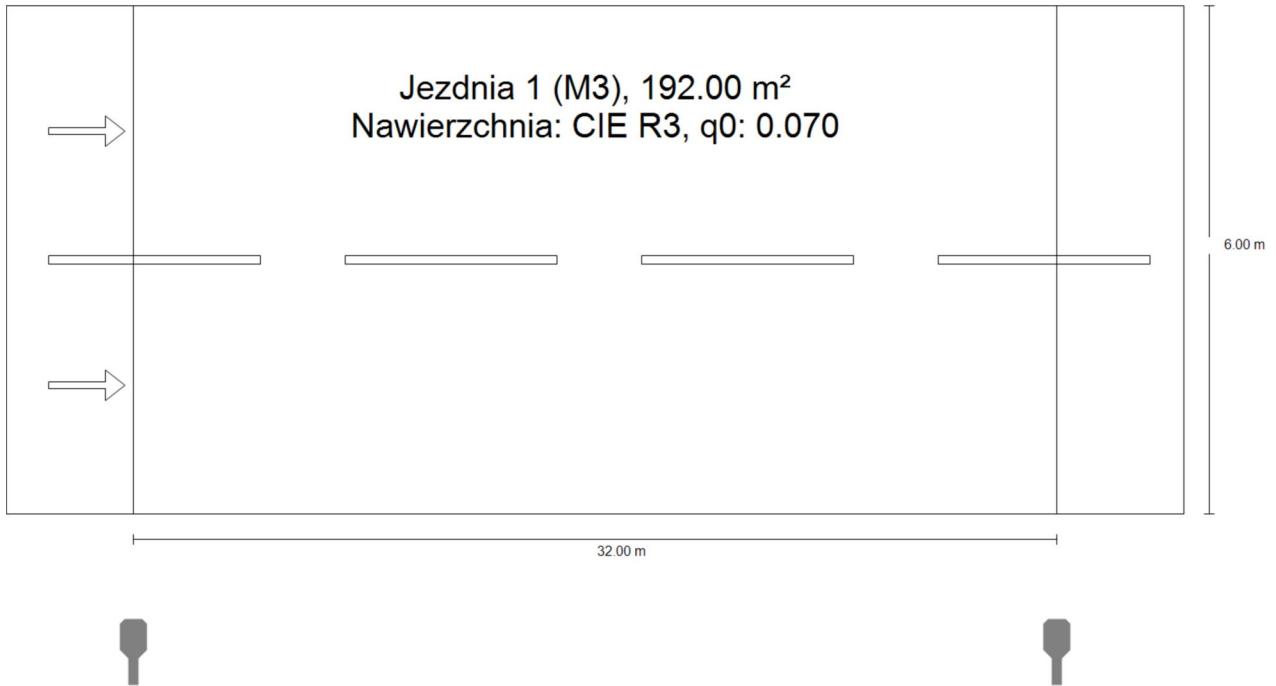 Jezdnia 1 (M3), 192.00 m²
Nawierzchnia: CIE R3, q0: 0.070
6.00 m
32.00 m